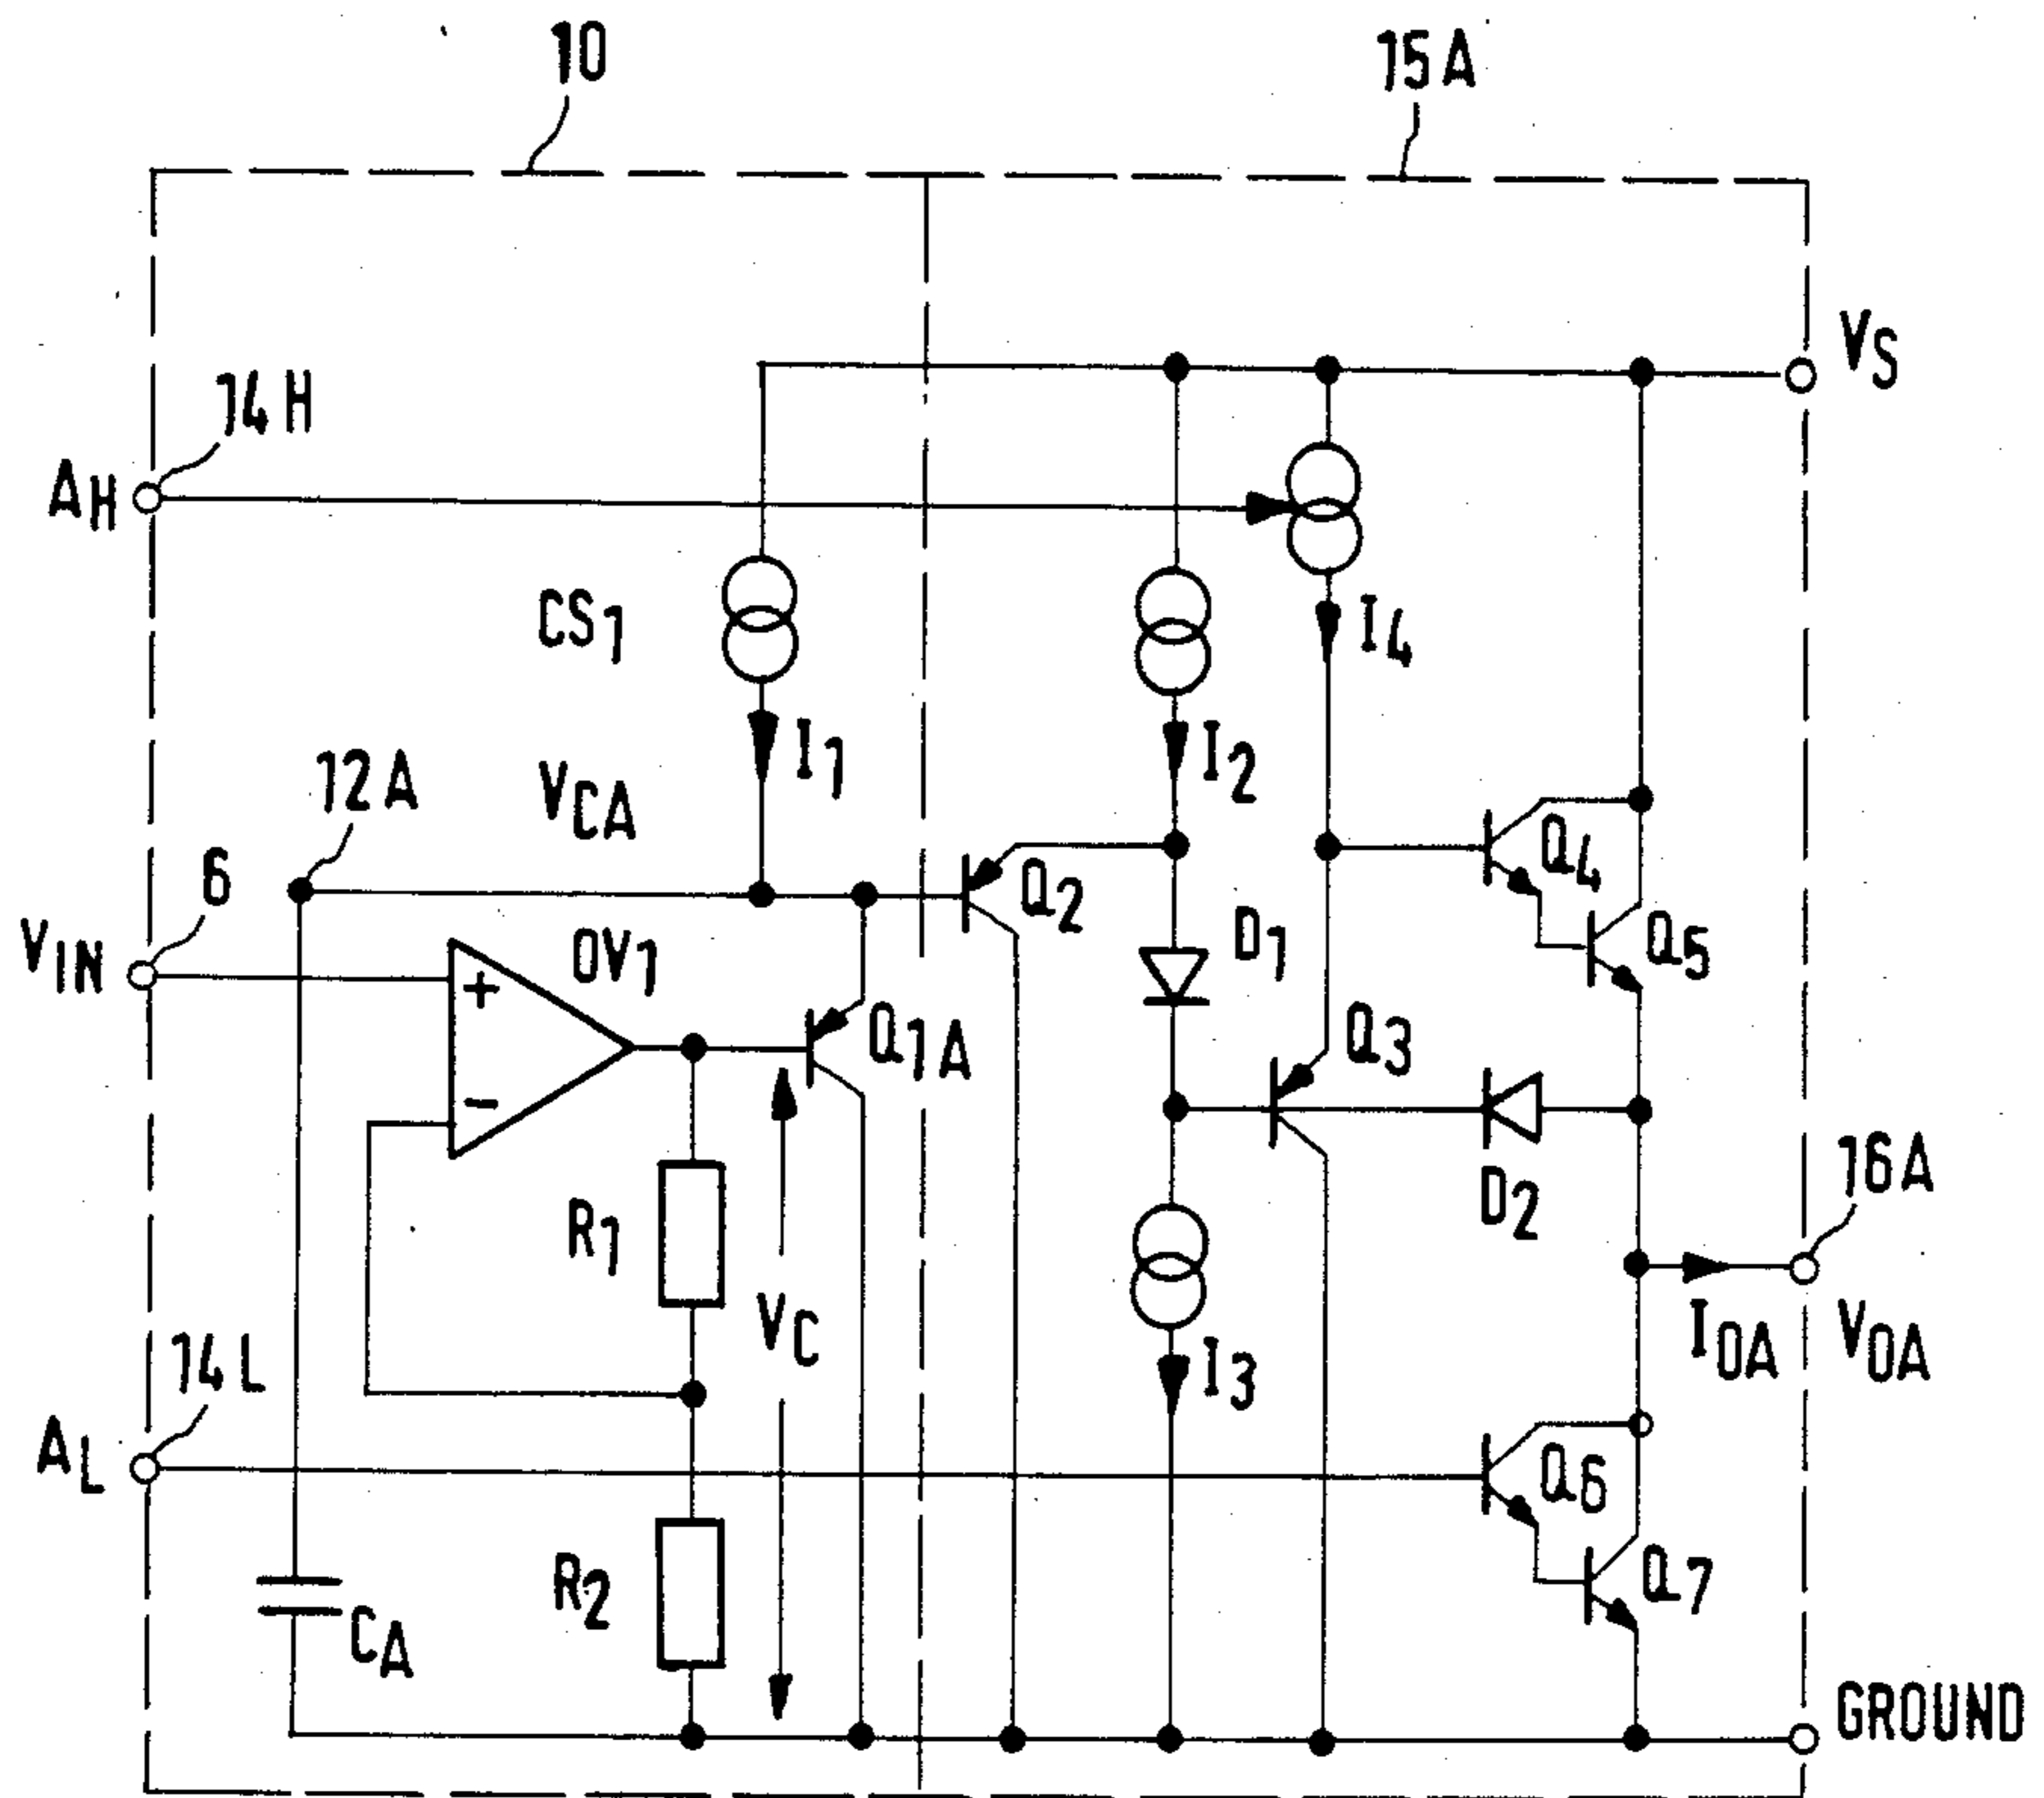 10
15A
VS
14H
AH
CS1
I4
I1
I2
12A
VCA
6
Q4
Q2
VIN
OV1
D1
Q5
+
Q1A
Q3
-
16A
D2
R1
VC
IOA
VOA
14L
I3
AL
Q6
R2
Q7
CA
GROUND